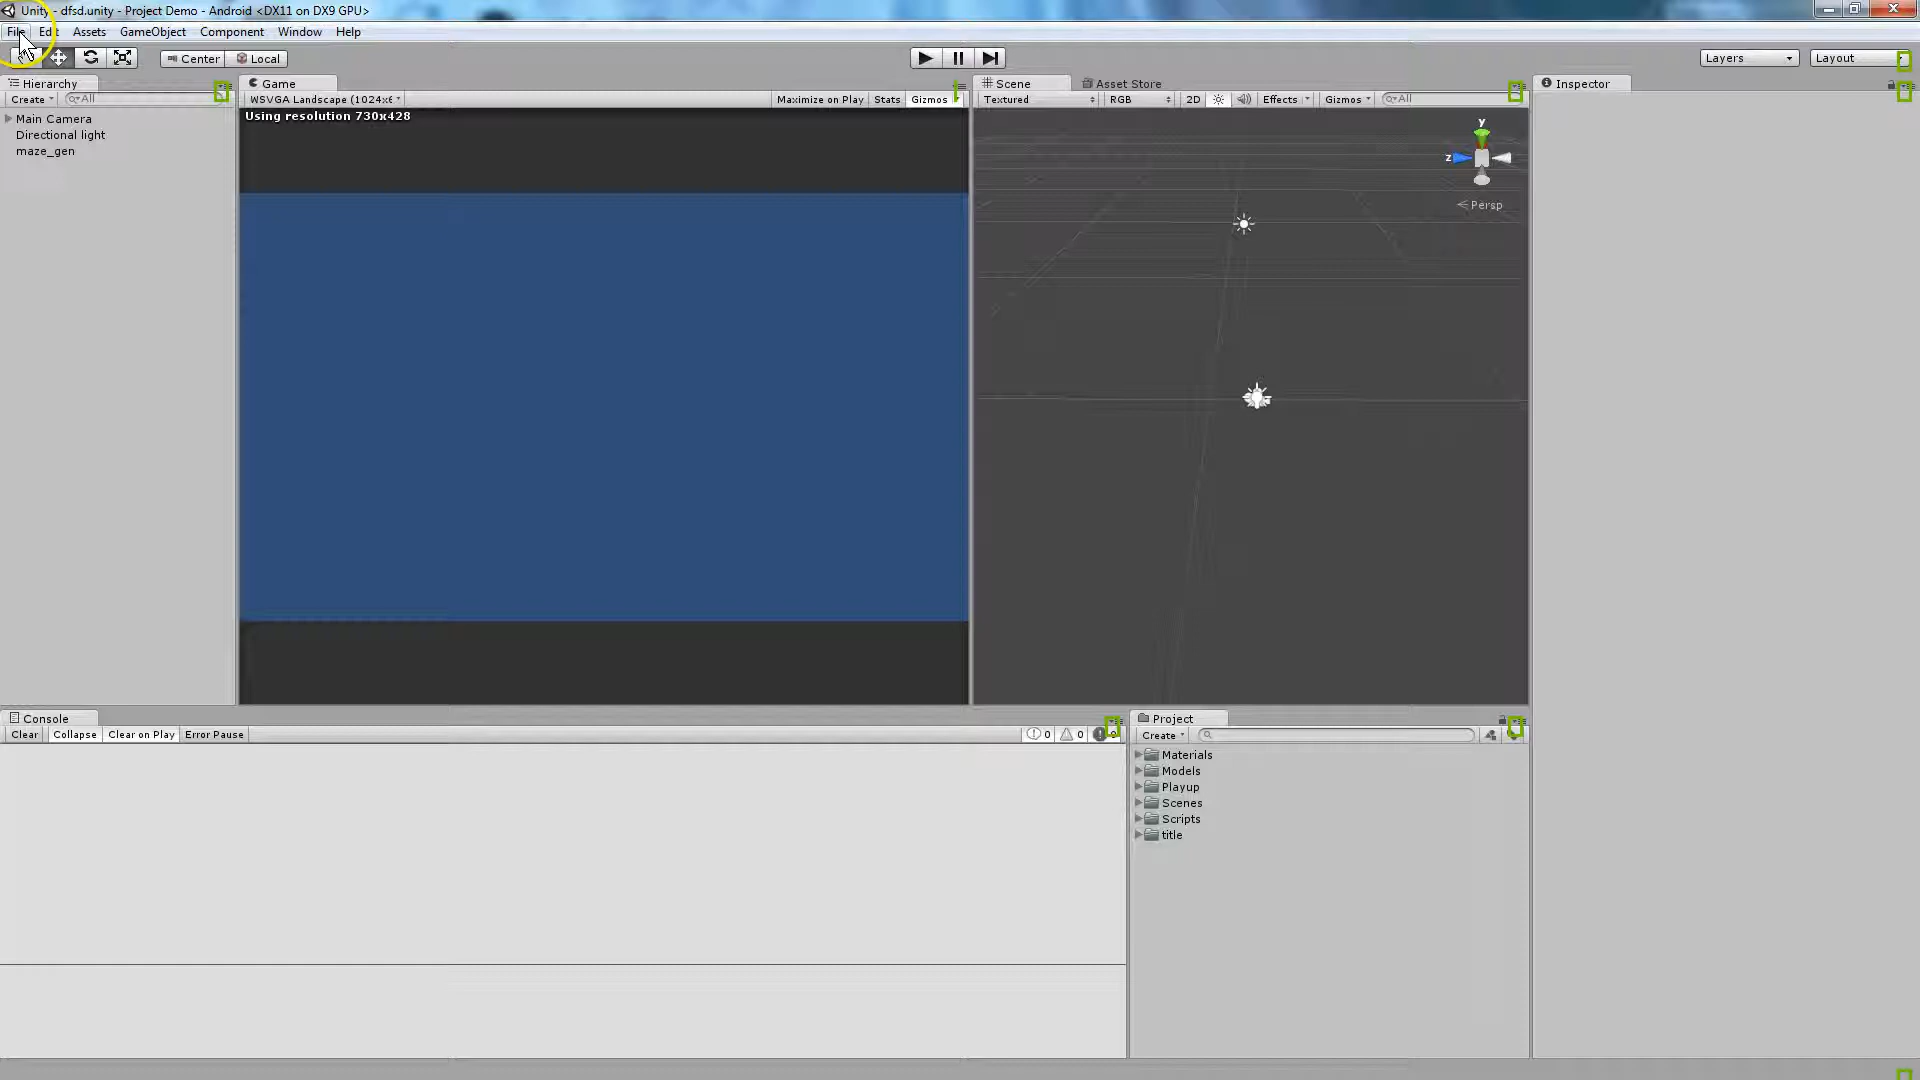 Unity - dfsd.unity - Project Demo - Android <DX11 on DX9 GPU>
File Edit Assets GameObject Component Window Help
Center Local Layers Layout
Hierarchy Game Scene Asset Store Inspector
Create All WSVGA Landscape (1024x6 Maximize on Play Stats Gizmos Textured RGB 2D Effects Gizmos All
Using resolution 730x428
Main Camera
Directional light
maze_gen
y
z
Persp
Console Project
Clear Collapse Clear on Play Error Pause 0 0 Create
Materials
Models
Playup
Scenes
Scripts
title